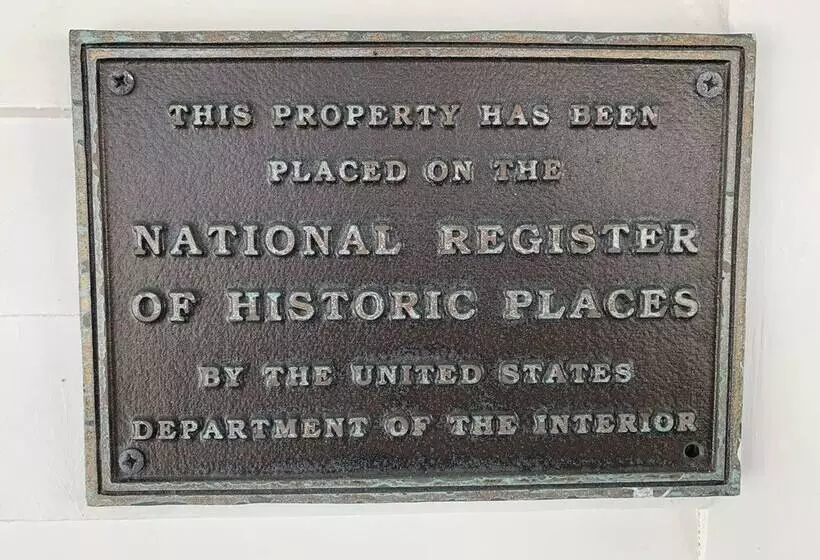 THIS PROPERTY HAS BEEN
PLACED ON THE
NATIONAL REGISTER
OF HISTORIC PLACES
BY THE UNITED STATES
DEPARTMENT OF THE INTERIOR